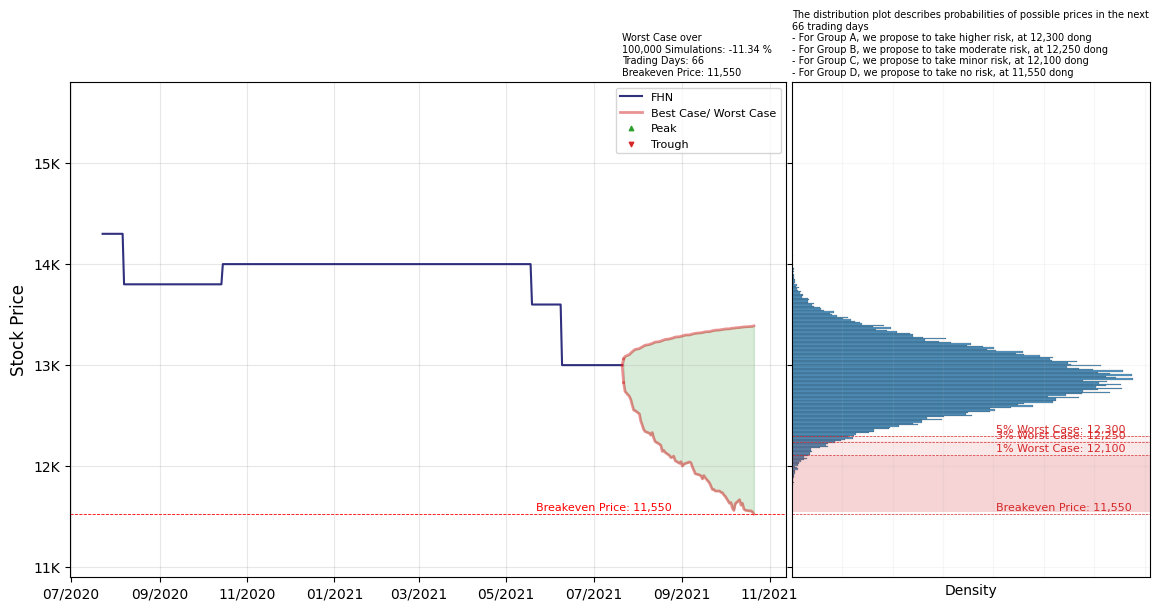 The distribution plot describes probabilities of possible prices in the next
66 trading days
- For Group A, we propose to take higher risk, at 12,300 dong
- For Group B, we propose to take moderate risk, at 12,250 dong
- For Group C, we propose to take minor risk, at 12,100 dong
- For Group D, we propose to take no risk, at 11,550 dong
Worst Case over
100,000 Simulations: -11.34 %
Trading Days: 66
Breakeven Price: 11,550
FHN
Best Case/ Worst Case
Peak
Trough
Stock Price
15K
14K
13K
12K
11K
Breakeven Price: 11,550
07/2020
09/2020
11/2020
01/2021
03/2021
05/2021
07/2021
09/2021
11/2021
5% Worst Case: 12,300
3% Worst Case: 12,250
1% Worst Case: 12,100
Breakeven Price: 11,550
Density